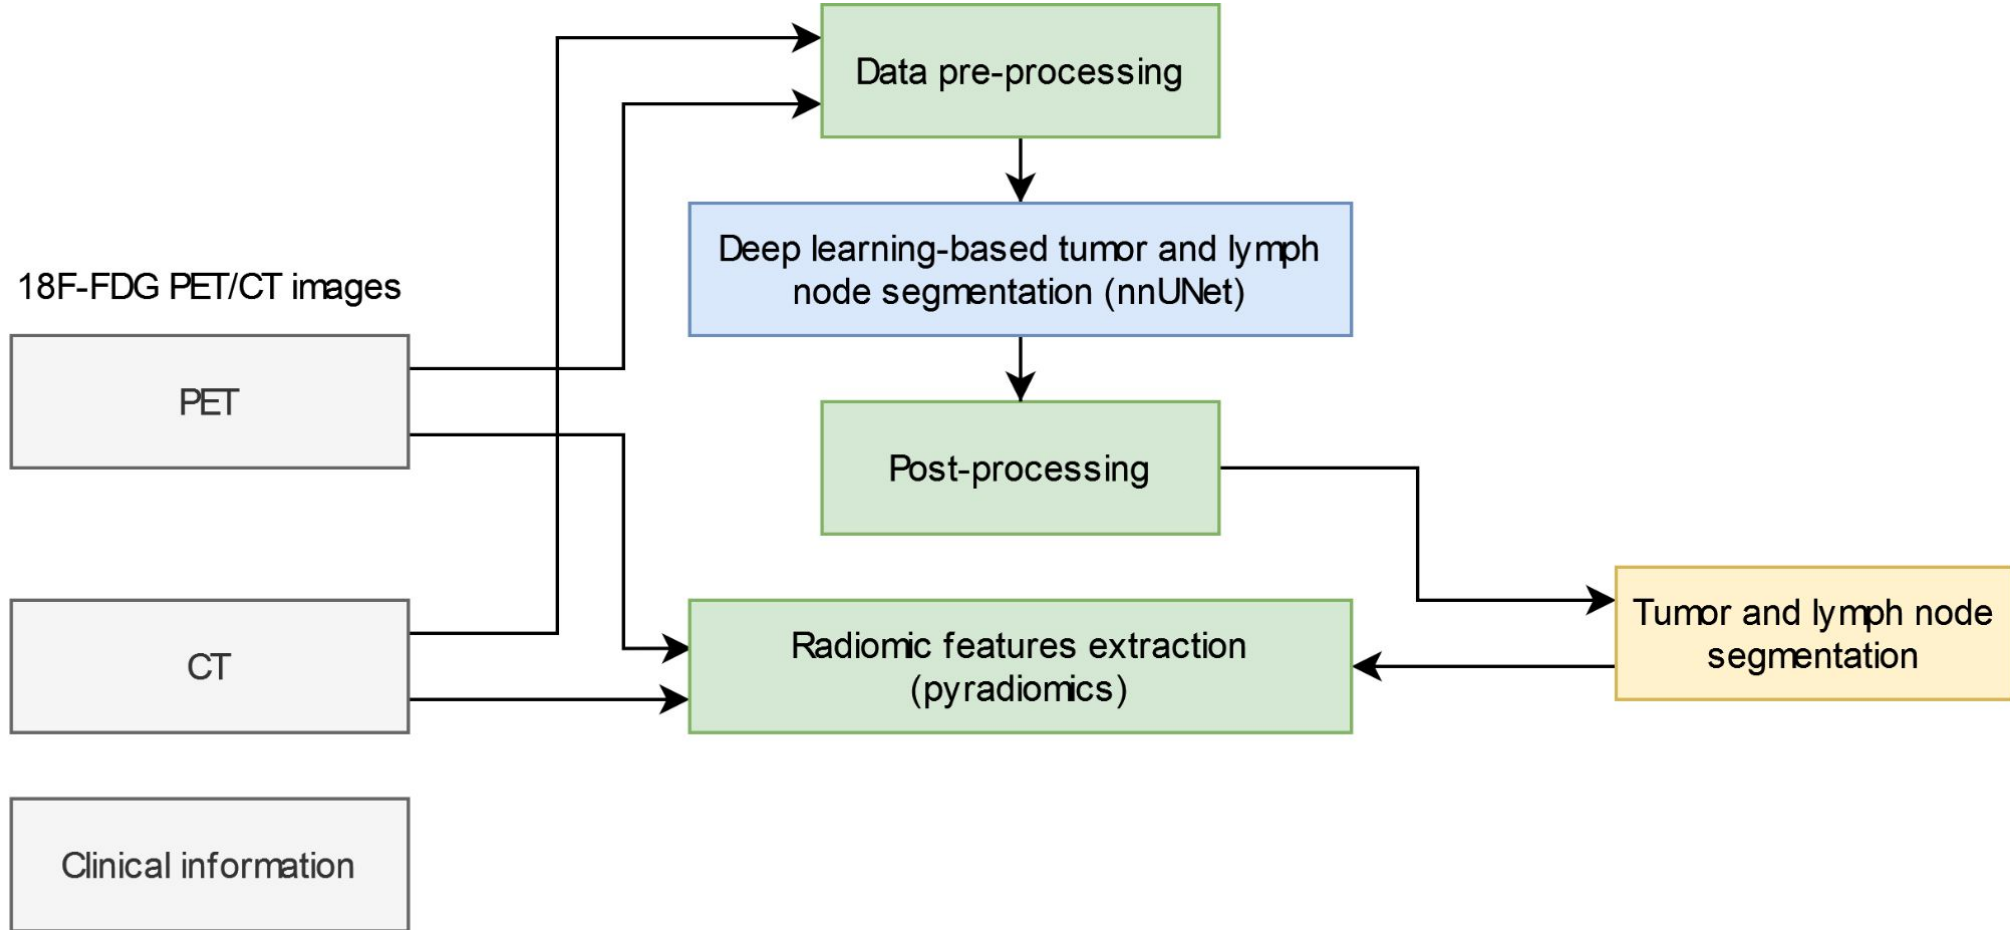 Data pre-processing
Deep learning-based tumor and lymph
node segmentation (nnUNet)
18F-FDG PET/CT images
PET
Post-processing
CT
Radiomic features extraction
(pyradiomics)
Tumor and lymph node
segmentation
Clinical information